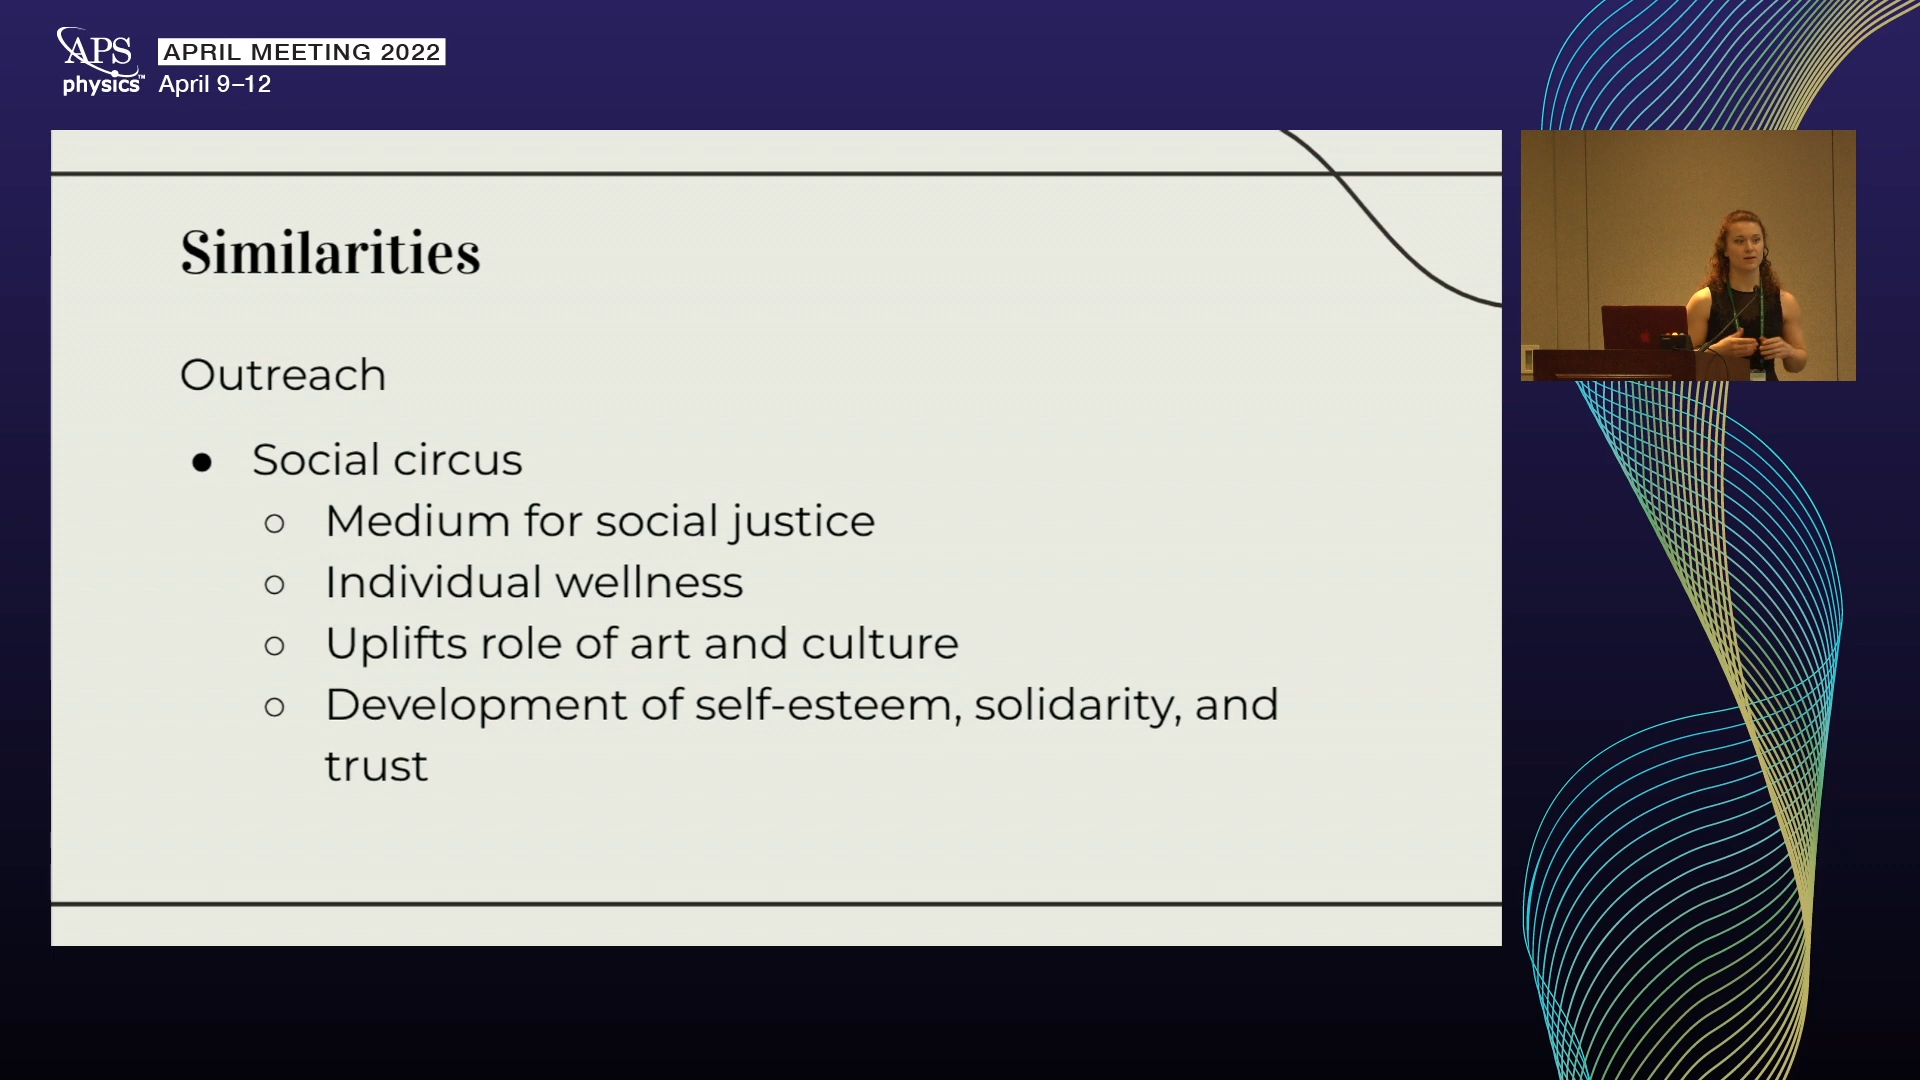 APS
physics™
APRIL MEETING 2022
April 9–12
Similarities
Outreach
● Social circus
○ Medium for social justice
○ Individual wellness
○ Uplifts role of art and culture
○ Development of self-esteem, solidarity, and
trust